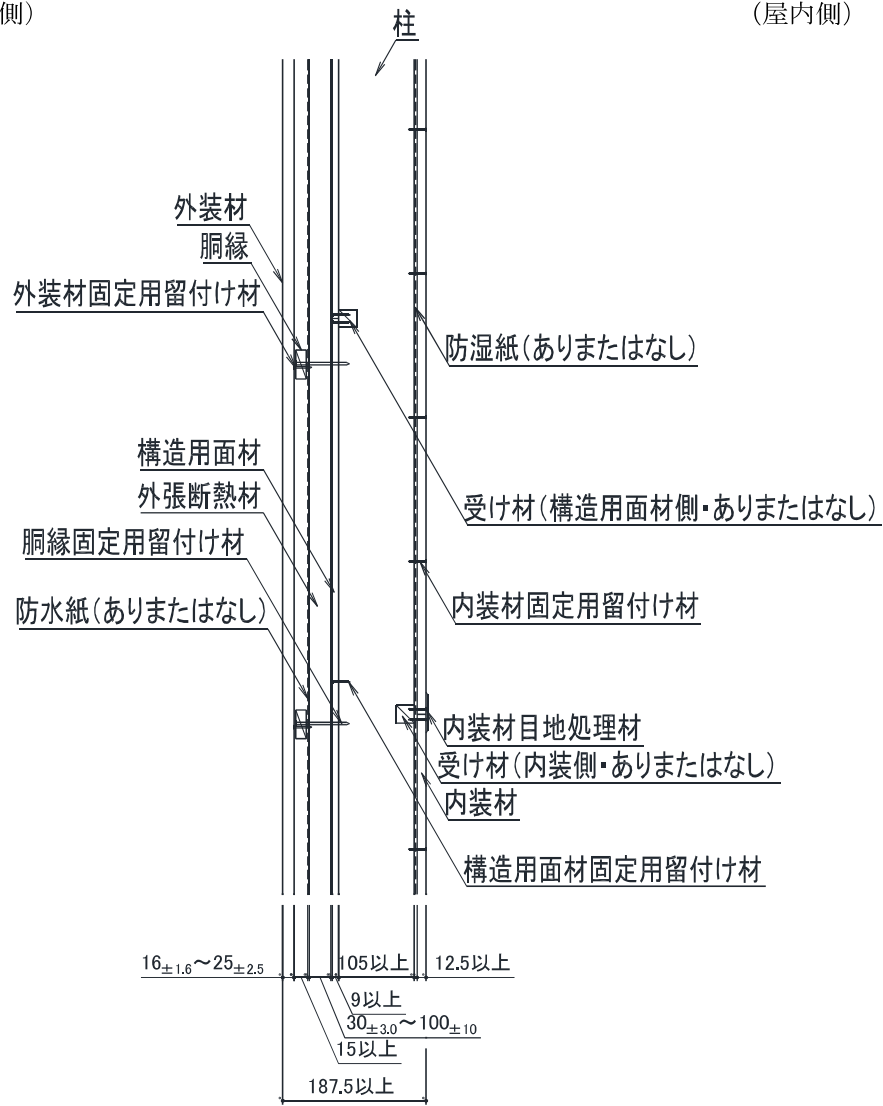 側)
(屋内側)
柱
外装材
胴縁
外装材固定用留付け材
防湿紙(ありまたはなし)
構造用面材
外張断熱材
受け材(構造用面材側・ありまたはなし)
胴縁固定用留付け材
防水紙(ありまたはなし)
内装材固定用留付け材
内装材目地処理材
受け材(内装側・ありまたはなし)
内装材
構造用面材固定用留付け材
16±1.6～25±2.5
105以上
12.5以上
9以上
30±3.0～100±10
15以上
187.5以上